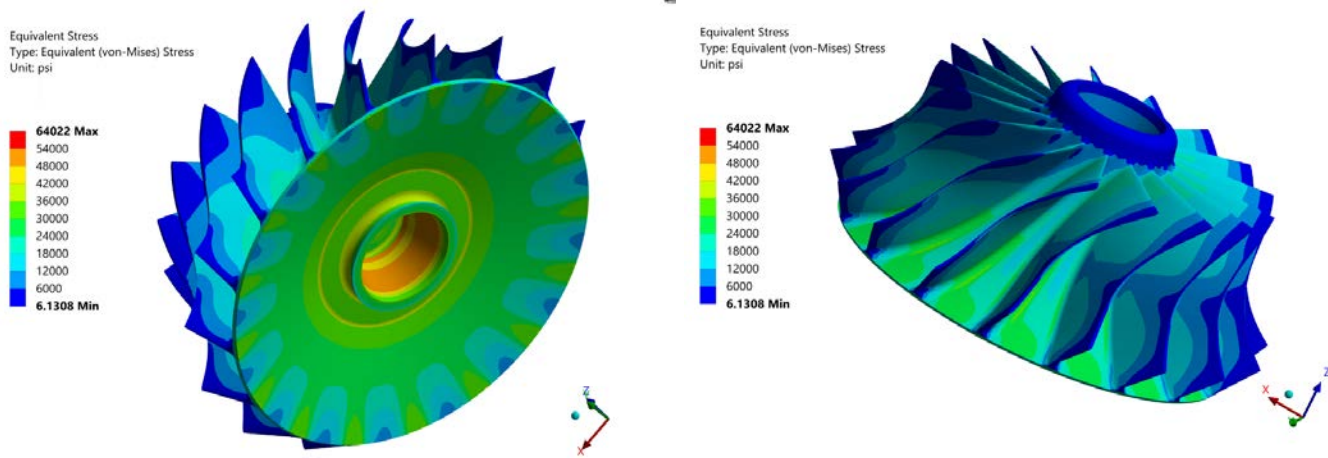 Equivalent Stress
Type: Equivalent (von-Mises) Stress
Unit: psi
64022 Max
54000
48000
42000
36000
30000
24000
18000
12000
6000
6.1308 Min
Z
X
Equivalent Stress
Type: Equivalent (von-Mises) Stress
Unit: psi
64022 Max
54000
48000
42000
36000
30000
24000
18000
12000
6000
6.1308 Min
X
Z